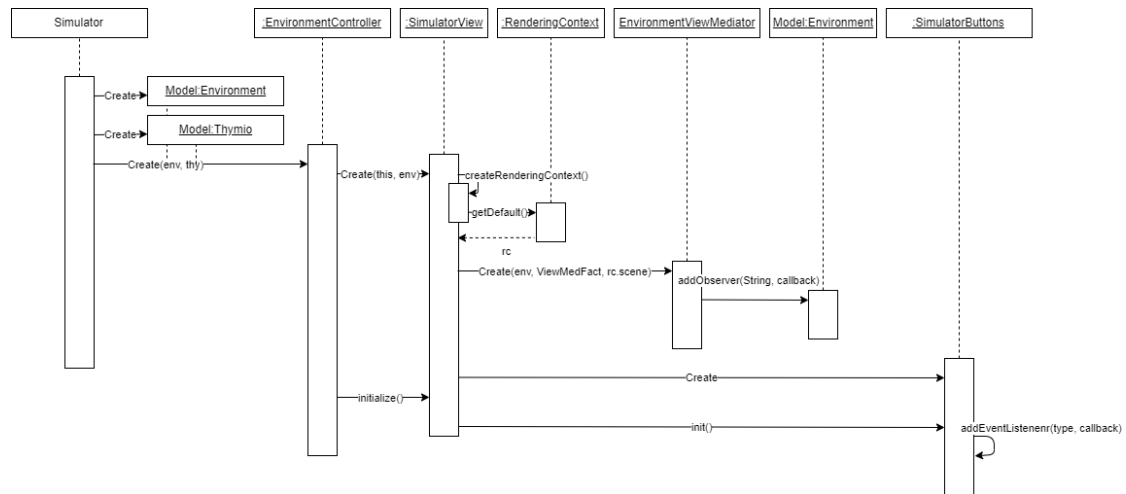 Simulator
:EnvironmentController
:SimulatorView
:RenderingContext
EnvironmentViewMediator
Model:Environment
:SimulatorButtons
Create
Model:Environment
Create
Model:Thymio
Create(env, thy)
Create(this, env)
createRenderingContext()
getDefault()
rc
Create(env, ViewMedFact, rc.scene)
addObserver(String, callback)
Create
initialize()
init()
addEventListenenr(type, callback)